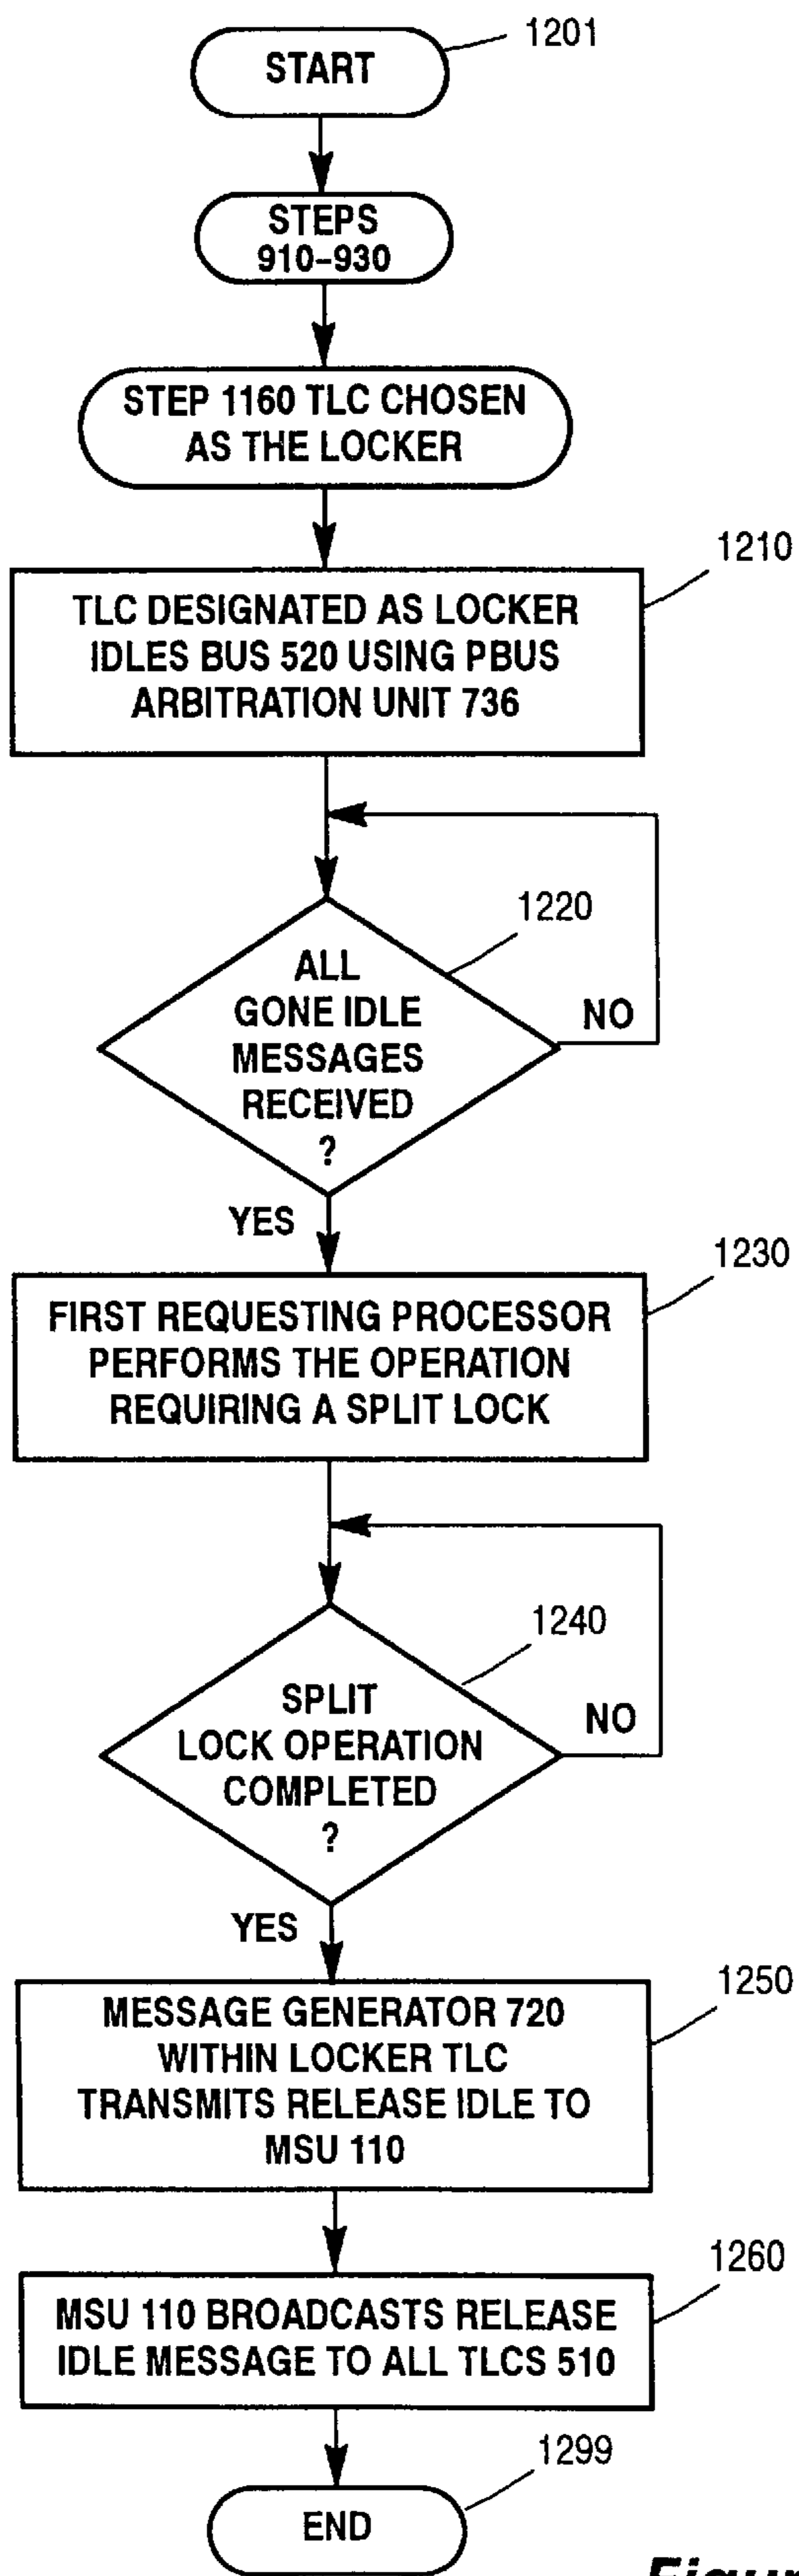 1201
START
STEPS
910–930
STEP 1160 TLC CHOSEN
AS THE LOCKER
1210
TLC DESIGNATED AS LOCKER
IDLES BUS 520 USING PBUS
ARBITRATION UNIT 736
1220
ALL
GONE IDLE
MESSAGES
RECEIVED
?
NO
YES
1230
FIRST REQUESTING PROCESSOR
PERFORMS THE OPERATION
REQUIRING A SPLIT LOCK
1240
SPLIT
LOCK OPERATION
COMPLETED
?
NO
YES
1250
MESSAGE GENERATOR 720
WITHIN LOCKER TLC
TRANSMITS RELEASE IDLE TO
MSU 110
1260
MSU 110 BROADCASTS RELEASE
IDLE MESSAGE TO ALL TLCS 510
1299
END